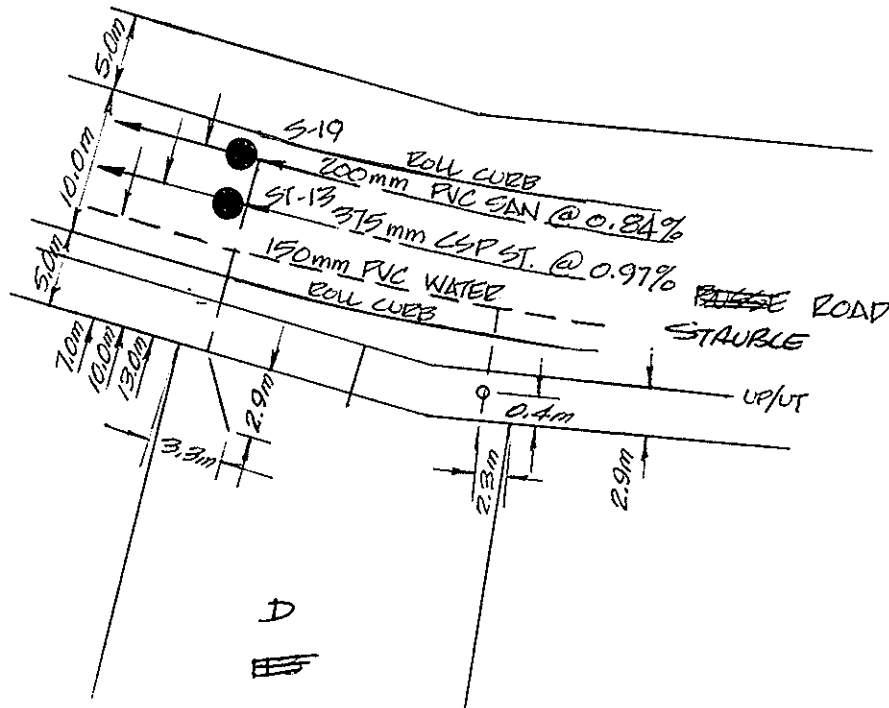 5.0m
10.0m
5.0m
S-19
ROLL CURB
200mm PVC SAN @ 0.84%
ST-13
375mm CSP ST. @ 0.97%
150mm PVC WATER
ROLL CURB
ROAD
STAUBLE
7.0m
10.0m
13.0m
3.3m
2.9m
0.4m
2.3m
2.9m
UP/UT
D